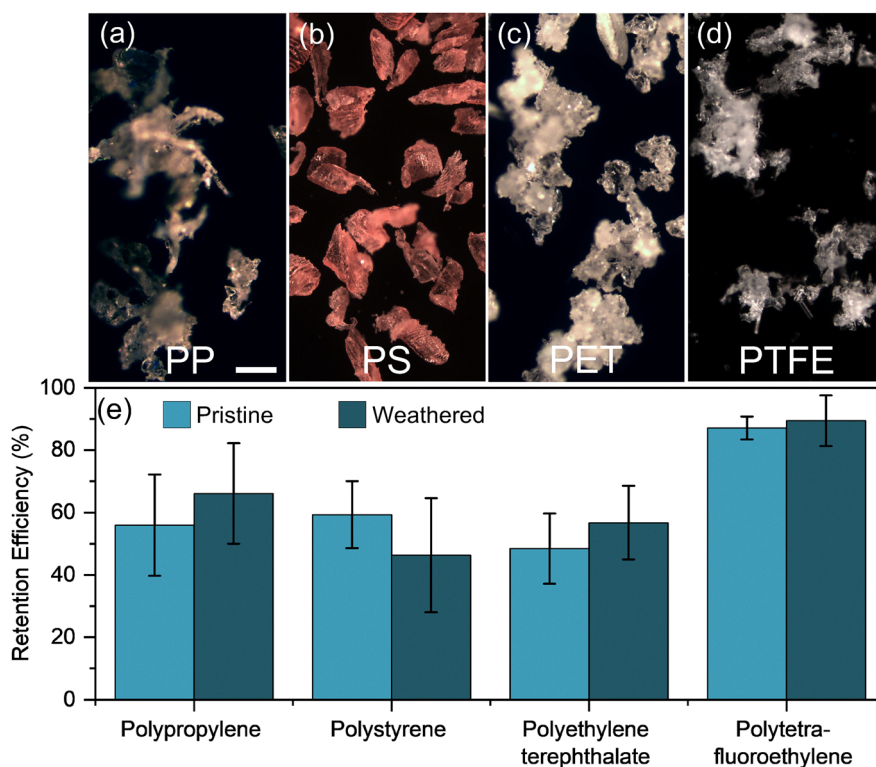 (a)
(b)
(c)
(d)
PP
PS
PET
PTFE
(e)
Pristine
Weathered
Retention Efficiency (%)
100
80
60
40
20
0
Polypropylene
Polystyrene
Polyethylene
terephthalate
Polytetra-
fluoroethylene